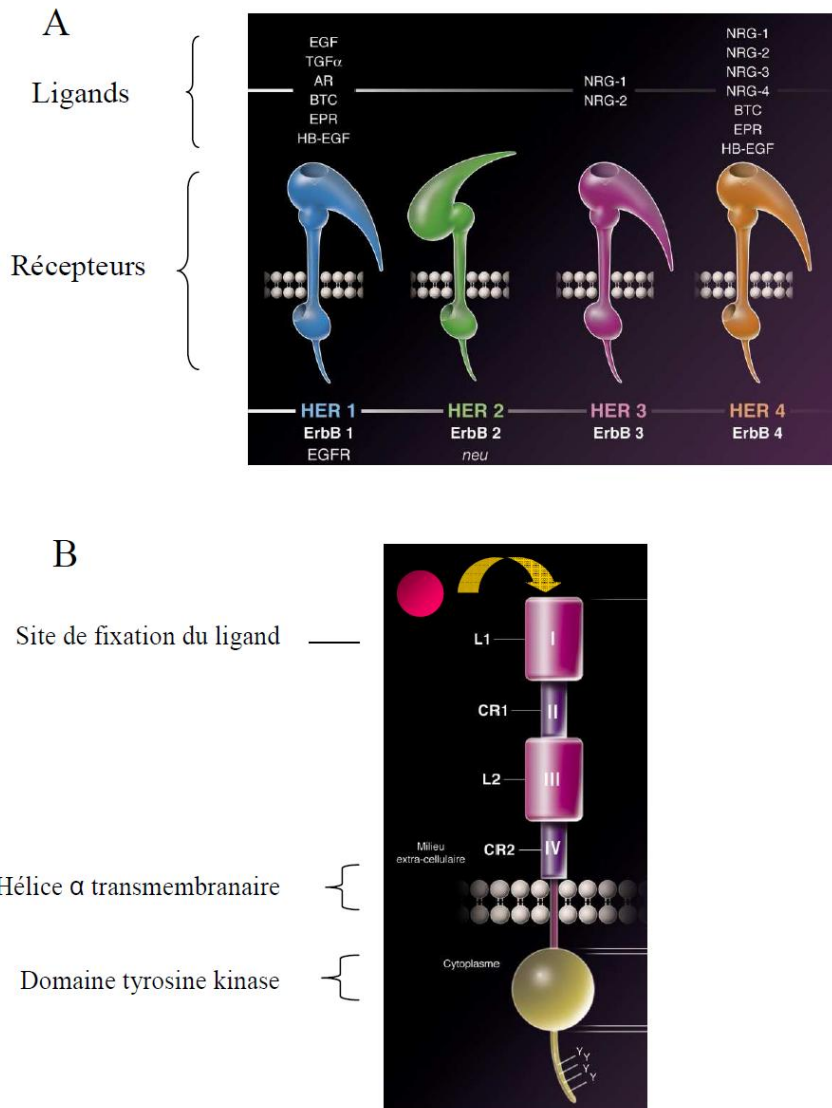 A
Ligands
EGF
TGFα
AR
BTC
EPR
HB-EGF
NRG-1
NRG-2
NRG-1
NRG-2
NRG-3
NRG-4
BTC
EPR
HB-EGF
Récepteurs
HER 1 HER 2 HER 3 HER 4
ErbB 1 ErbB 2 ErbB 3 ErbB 4
EGFR neu
B
Site de fixation du ligand
L1 I
CR1 II
L2 III
CR2 IV
Milieu
extra-cellulaire
Hélice α transmembranaire
Domaine tyrosine kinase
Cytoplasme
Y
Y
Y
Y
Y